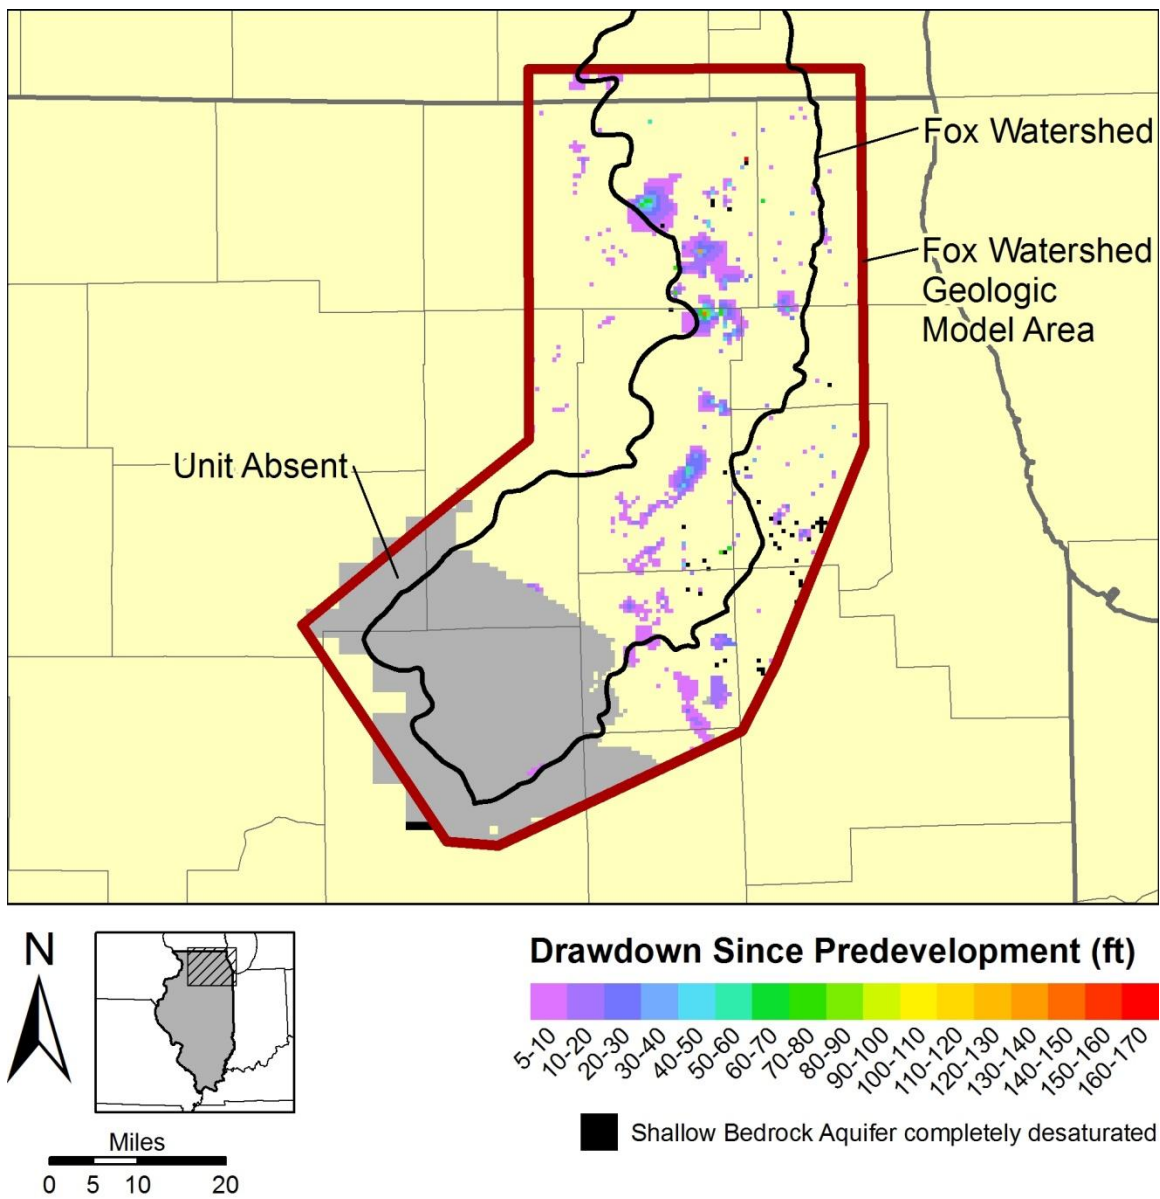 Fox Watershed
Fox Watershed
Geologic
Model Area
Unit Absent
N
Miles
0 5 10 20
Drawdown Since Predevelopment (ft)
5-10 10-20 20-30 30-40 40-50 50-60 60-70 70-80 80-90 90-100 100-110 110-120 120-130 130-140 140-150 150-160 160-170
Shallow Bedrock Aquifer completely desaturated